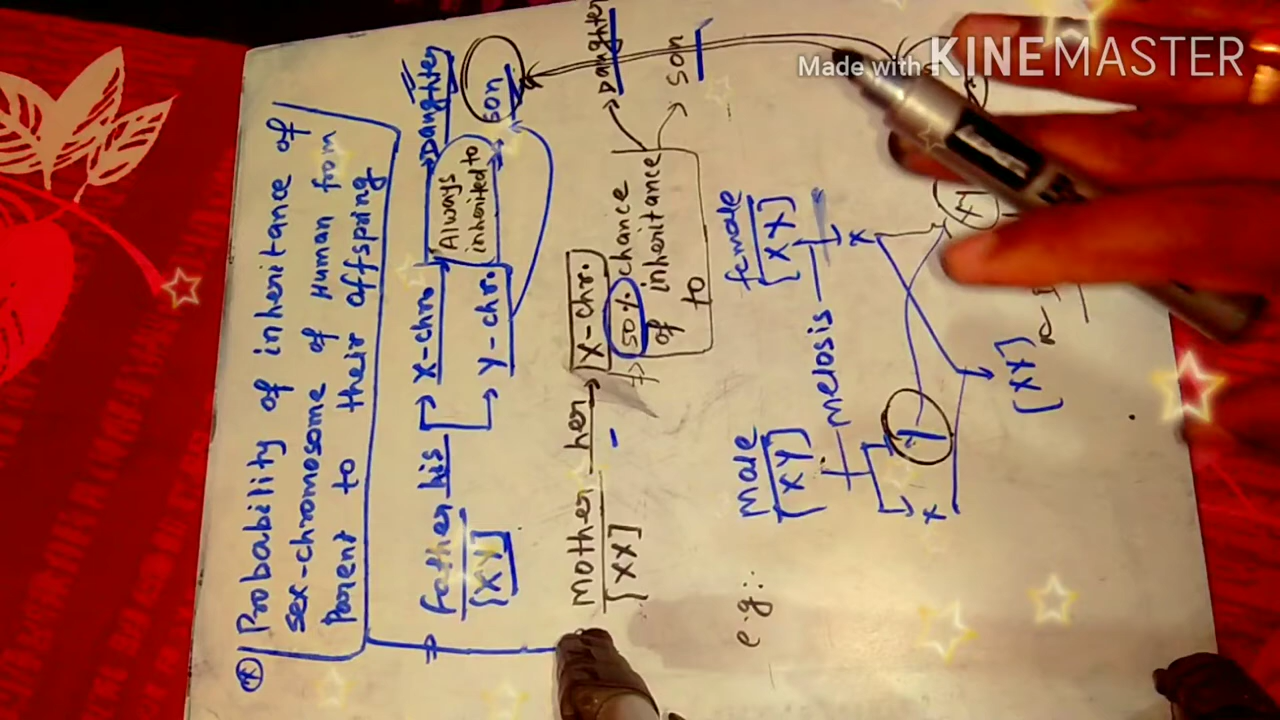 Probability of inheritance of
sex-chromosome of Human from
Parent to their offspring
Father his
[XY]
X-chro
Y-chr.
Always
inherited to
Daughter
son
Mother her
[XX]
X-chr.
50% chance
of inheritance
to
Daughter
son
e.g:-
male
[XY]
female
[XX]
meiosis
Y
X
X
[XX]
Made with KINEMASTER